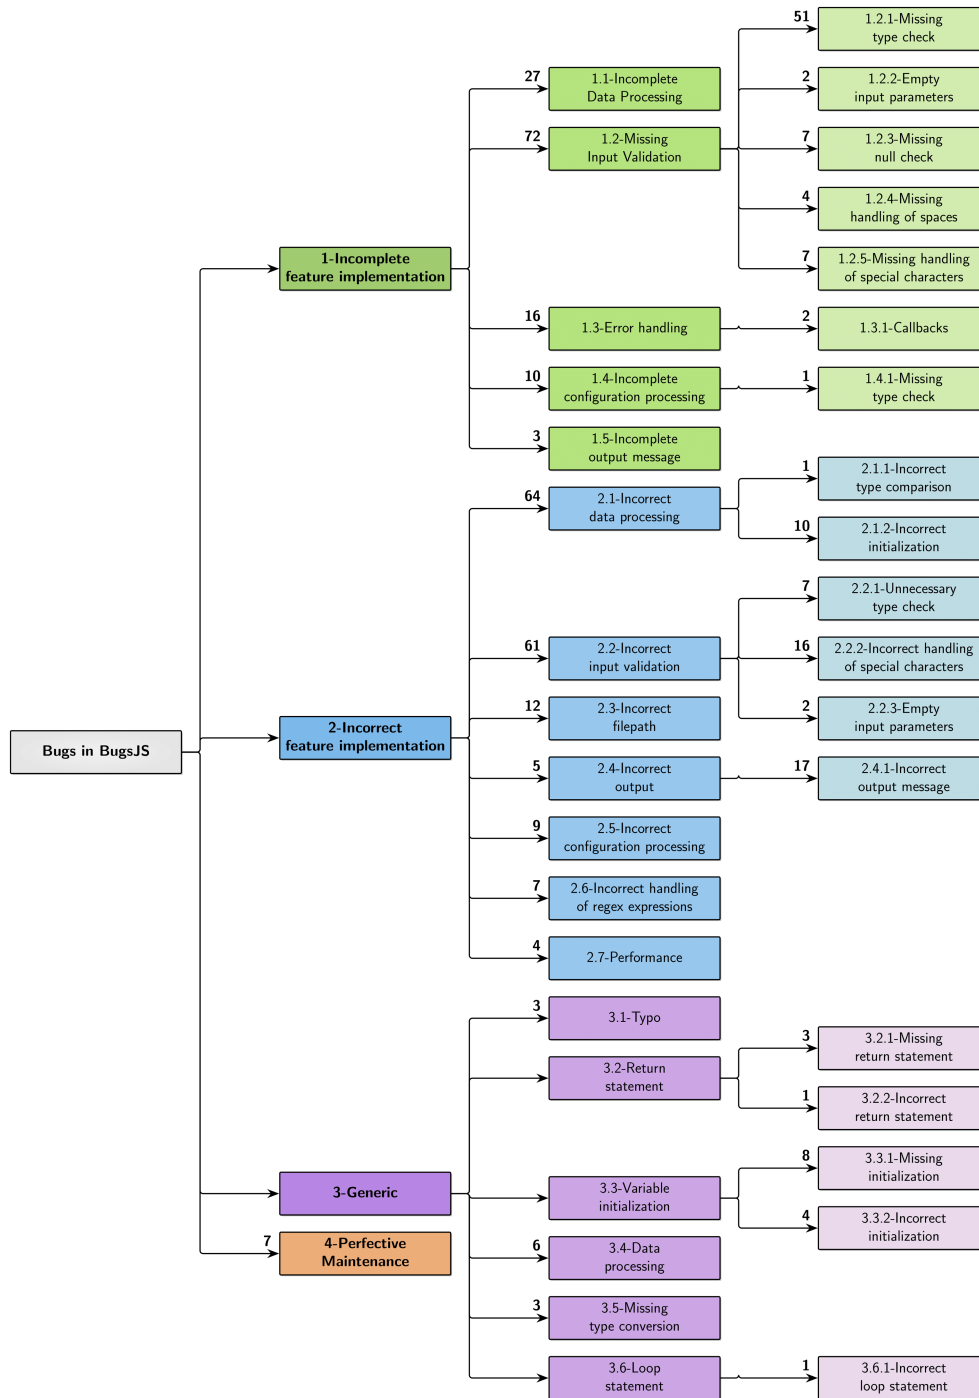 51
1.2.1-Missing
type check
27
1.1-Incomplete
Data Processing
2
1.2.2-Empty
input parameters
72
1.2-Missing
Input Validation
7
1.2.3-Missing
null check
4
1.2.4-Missing
handling of spaces
1-Incomplete
feature implementation
7
1.2.5-Missing handling
of special characters
16
1.3-Error handling
2
1.3.1-Callbacks
10
1.4-Incomplete
configuration processing
1
1.4.1-Missing
type check
3
1.5-Incomplete
output message
1
2.1.1-Incorrect
type comparison
64
2.1-Incorrect
data processing
10
2.1.2-Incorrect
initialization
7
2.2.1-Unnecessary
type check
61
2.2-Incorrect
input validation
16
2.2.2-Incorrect handling
of special characters
12
2.3-Incorrect
filepath
2
2.2.3-Empty
input parameters
Bugs in BugsJS
2-Incorrect
feature implementation
5
2.4-Incorrect
output
17
2.4.1-Incorrect
output message
9
2.5-Incorrect
configuration processing
7
2.6-Incorrect handling
of regex expressions
4
2.7-Performance
3
3.1-Typo
3
3.2.1-Missing
return statement
3.2-Return
statement
1
3.2.2-Incorrect
return statement
8
3.3.1-Missing
initialization
3-Generic
3.3-Variable
initialization
4
3.3.2-Incorrect
initialization
7
4-Perfective
Maintenance
6
3.4-Data
processing
3
3.5-Missing
type conversion
3.6-Loop
statement
1
3.6.1-Incorrect
loop statement